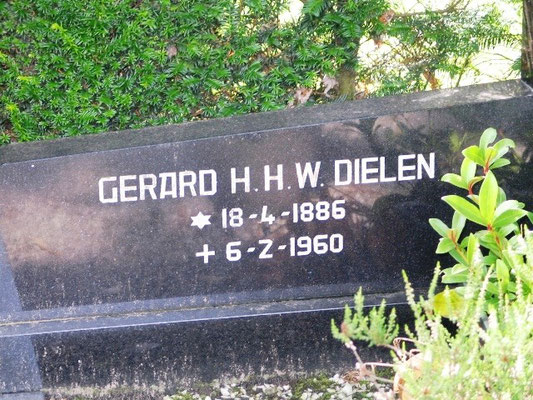 GERARD H.H.W. DIELEN
✶ 18-4-1886
+ 6-2-1960